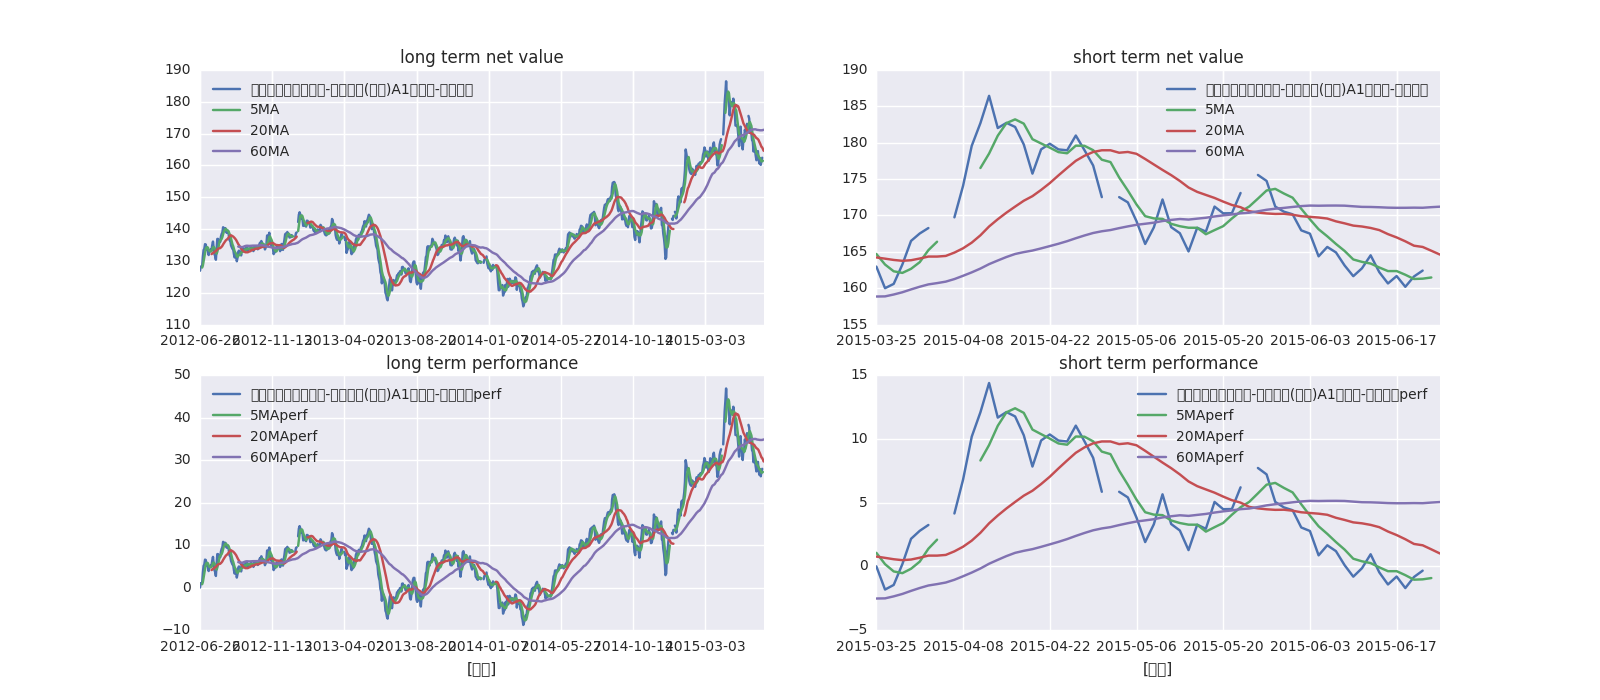 long term net value
190
180
170
160
150
140
130
120
110
-(  )A1  -
5MA
20MA
60MA
2012-06-26 2012-11-13 2013-04-02 2013-08-20 2014-01-07 2014-05-27 2014-10-14 2015-03-03
short term net value
190
185
180
175
170
165
160
155
-(  )A1  -
5MA
20MA
60MA
2015-03-25 2015-04-08 2015-04-22 2015-05-06 2015-05-20 2015-06-03 2015-06-17
long term performance
50
40
30
20
10
0
−10
-(  )A1  -  perf
5MAperf
20MAperf
60MAperf
2012-06-26 2012-11-13 2013-04-02 2013-08-20 2014-01-07 2014-05-27 2014-10-14 2015-03-03
[  ]
short term performance
15
10
5
0
−5
-(  )A1  -  perf
5MAperf
20MAperf
60MAperf
2015-03-25 2015-04-08 2015-04-22 2015-05-06 2015-05-20 2015-06-03 2015-06-17
[  ]